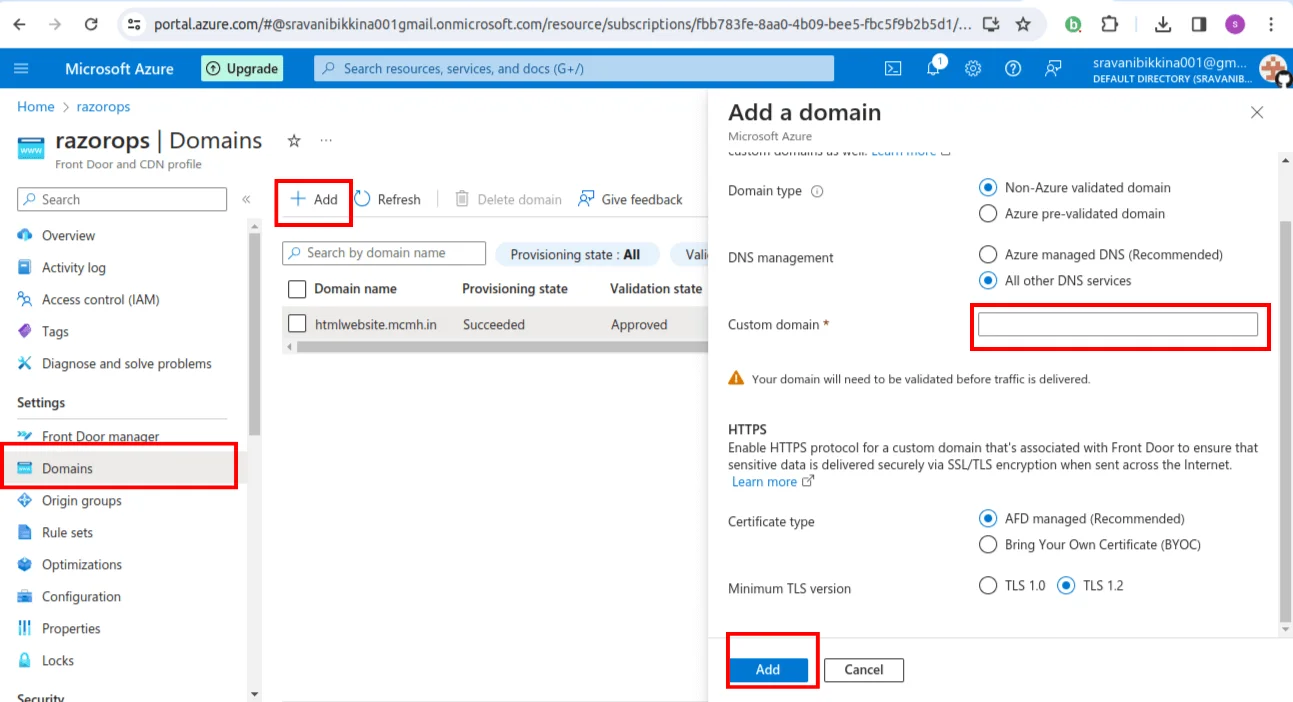 portal.azure.com/#@sravanibikkina001gmail.onmicrosoft.com/resource/subscriptions/fbb783fe-8aa0-4b09-bee5-fbc5f9b2b5d1/...
b
s
Microsoft Azure
Upgrade
Search resources, services, and docs (G+/)
1
sravanibikkina001@gm...
DEFAULT DIRECTORY (SRAVANIB...
Home > razorops
www
razorops | Domains
...
Front Door and CDN profile
Search
«
Overview
Activity log
Access control (IAM)
Tags
Diagnose and solve problems
Settings
Front Door manager
Domains
Origin groups
Rule sets
Optimizations
Configuration
Properties
Locks
Security
Add
Refresh
Delete domain
Give feedback
Search by domain name
Provisioning state : All
Vali
Domain name Provisioning state Validation state
htmlwebsite.mcmh.in Succeeded Approved
Add a domain
Microsoft Azure
custom domains as well. Learn more
Domain type
Non-Azure validated domain
Azure pre-validated domain
DNS management
Azure managed DNS (Recommended)
All other DNS services
Custom domain *
Your domain will need to be validated before traffic is delivered.
HTTPS
Enable HTTPS protocol for a custom domain that's associated with Front Door to ensure that
sensitive data is delivered securely via SSL/TLS encryption when sent across the Internet.
Learn more
Certificate type
AFD managed (Recommended)
Bring Your Own Certificate (BYOC)
Minimum TLS version
TLS 1.0
TLS 1.2
Add
Cancel